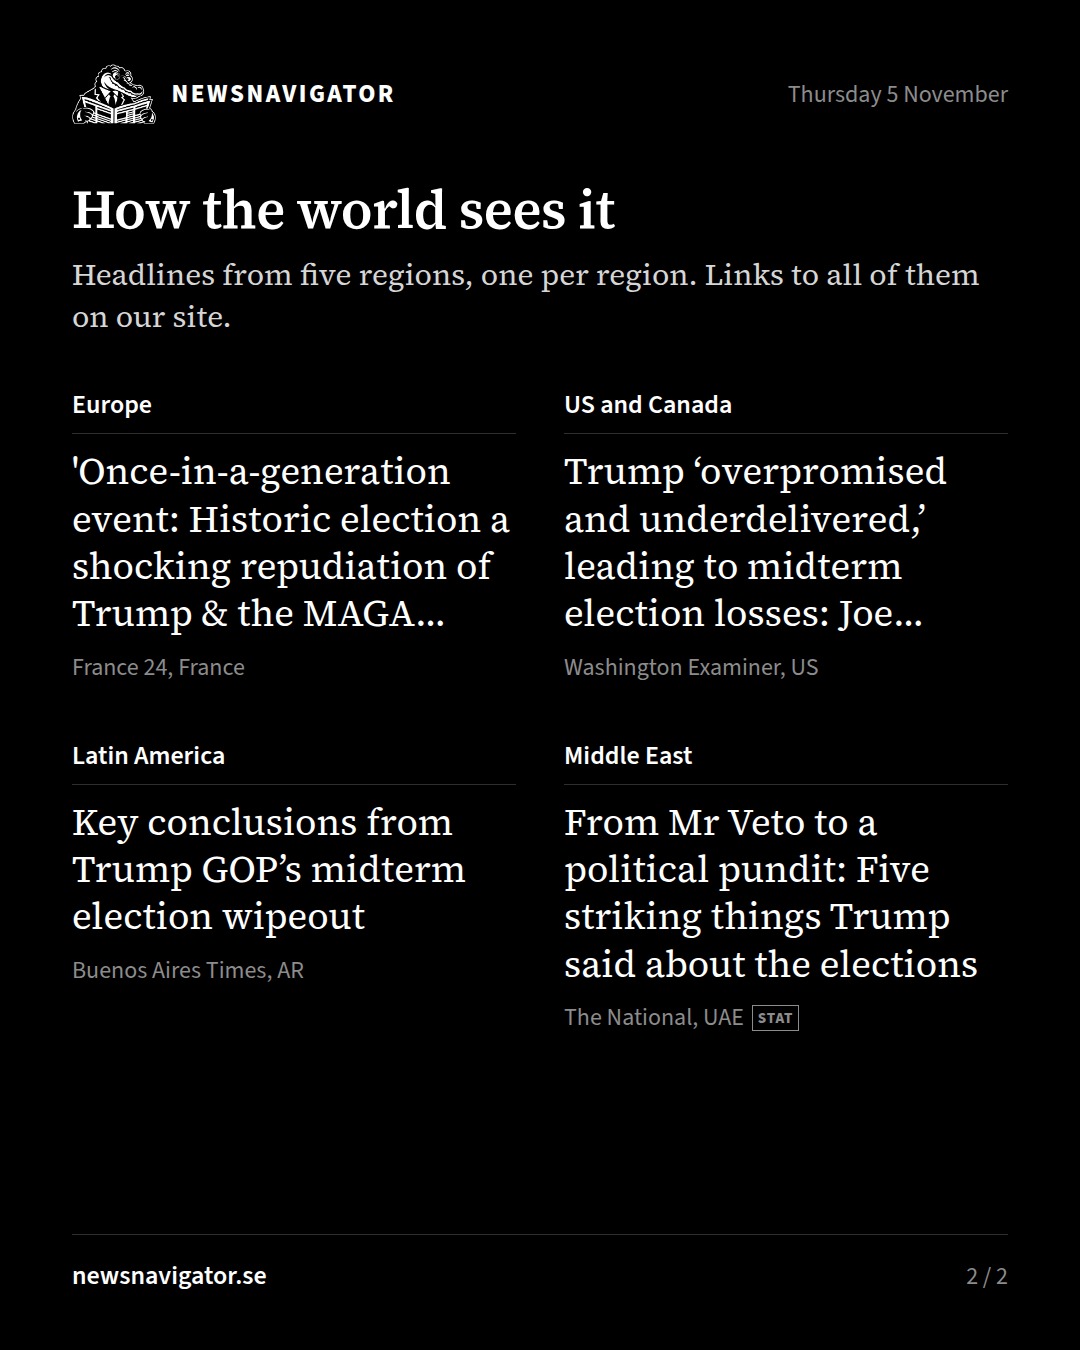 NEWSNAVIGATOR
Thursday 5 November
How the world sees it
Headlines from five regions, one per region. Links to all of them
on our site.
Europe
'Once-in-a-generation
event: Historic election a
shocking repudiation of
Trump & the MAGA...
France 24, France
US and Canada
Trump ‘overpromised
and underdelivered,’
leading to midterm
election losses: Joe...
Washington Examiner, US
Latin America
Key conclusions from
Trump GOP’s midterm
election wipeout
Buenos Aires Times, AR
Middle East
From Mr Veto to a
political pundit: Five
striking things Trump
said about the elections
The National, UAE STAT
newsnavigator.se
2 / 2